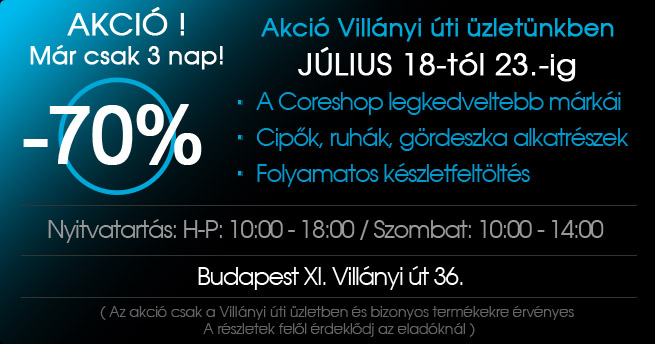 AKCIÓ !
Már csak 3 nap!
-70%
Akció Villányi úti üzletünkben
JÚLIUS 18-tól 23.-ig
• A Coreshop legkedveltebb márkái
• Cipők, ruhák, gördeszka alkatrészek
• Folyamatos készletfeltöltés
Nyitvatartás: H-P: 10:00 - 18:00 / Szombat: 10:00 - 14:00
Budapest XI. Villányi út 36.
( Az akció csak a Villányi úti üzletben és bizonyos termékekre érvényes
A részletek felől érdeklődj az eladóknál )